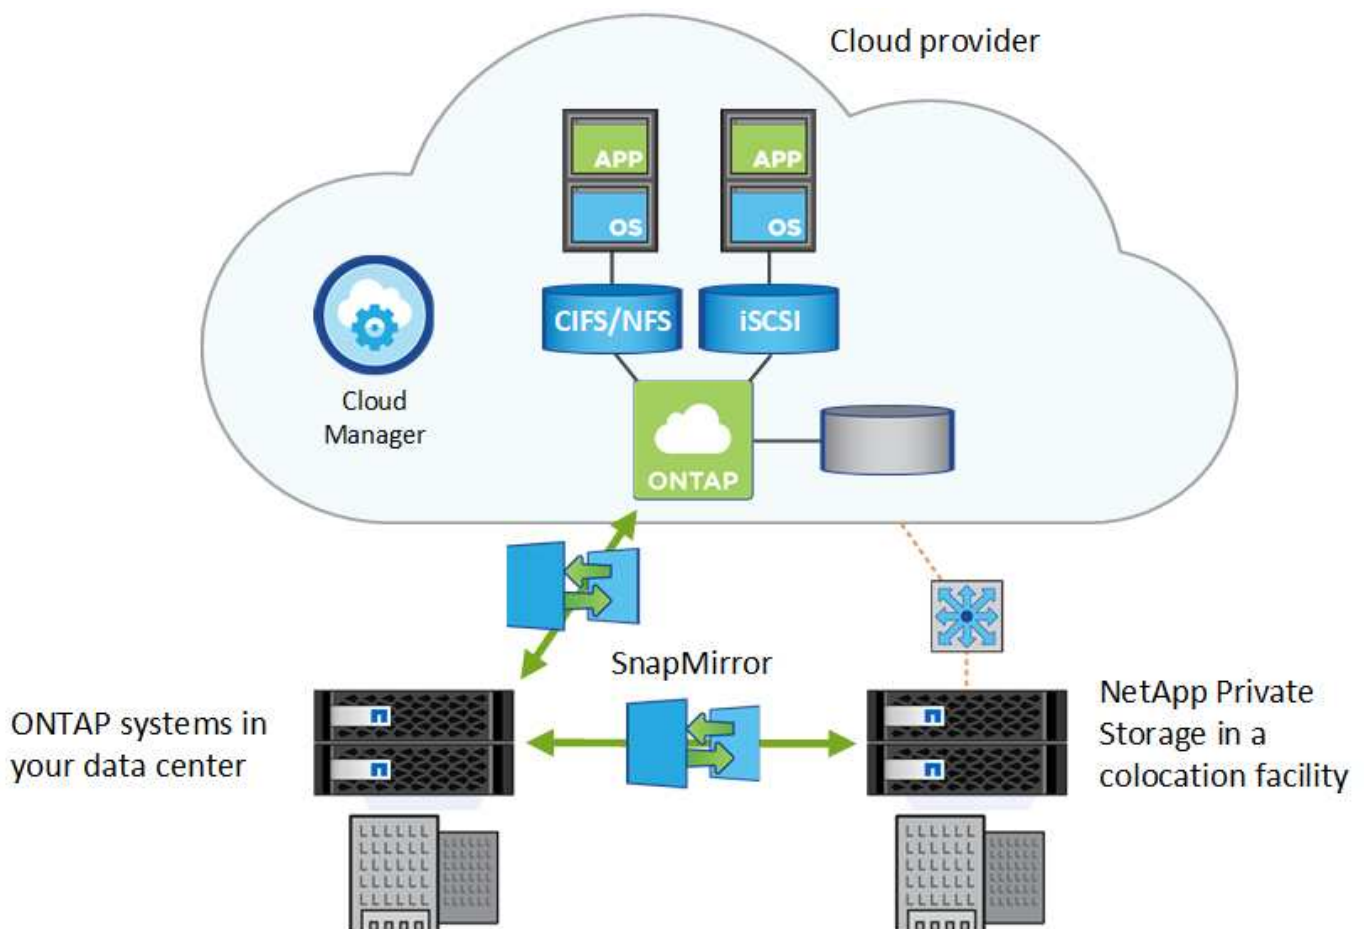 Cloud provider
APP
APP
OS
OS
CIFS/NFS
iSCSI
Cloud
Manager
ONTAP
SnapMirror
ONTAP systems in
your data center
NetApp Private
Storage in a
colocation facility